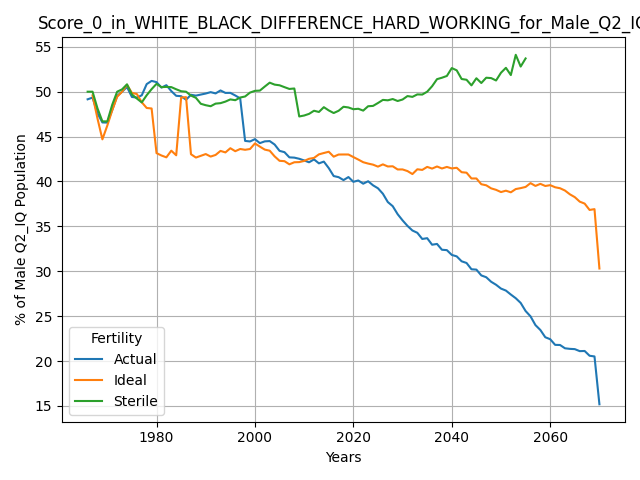 Score_0_in_WHITE_BLACK_DIFFERENCE_HARD_WORKING_for_Male_Q2_IQ
% of Male Q2_IQ Population
55
50
45
40
35
30
25
20
15
Fertility
Actual
Ideal
Sterile
1980 2000 2020 2040 2060
Years